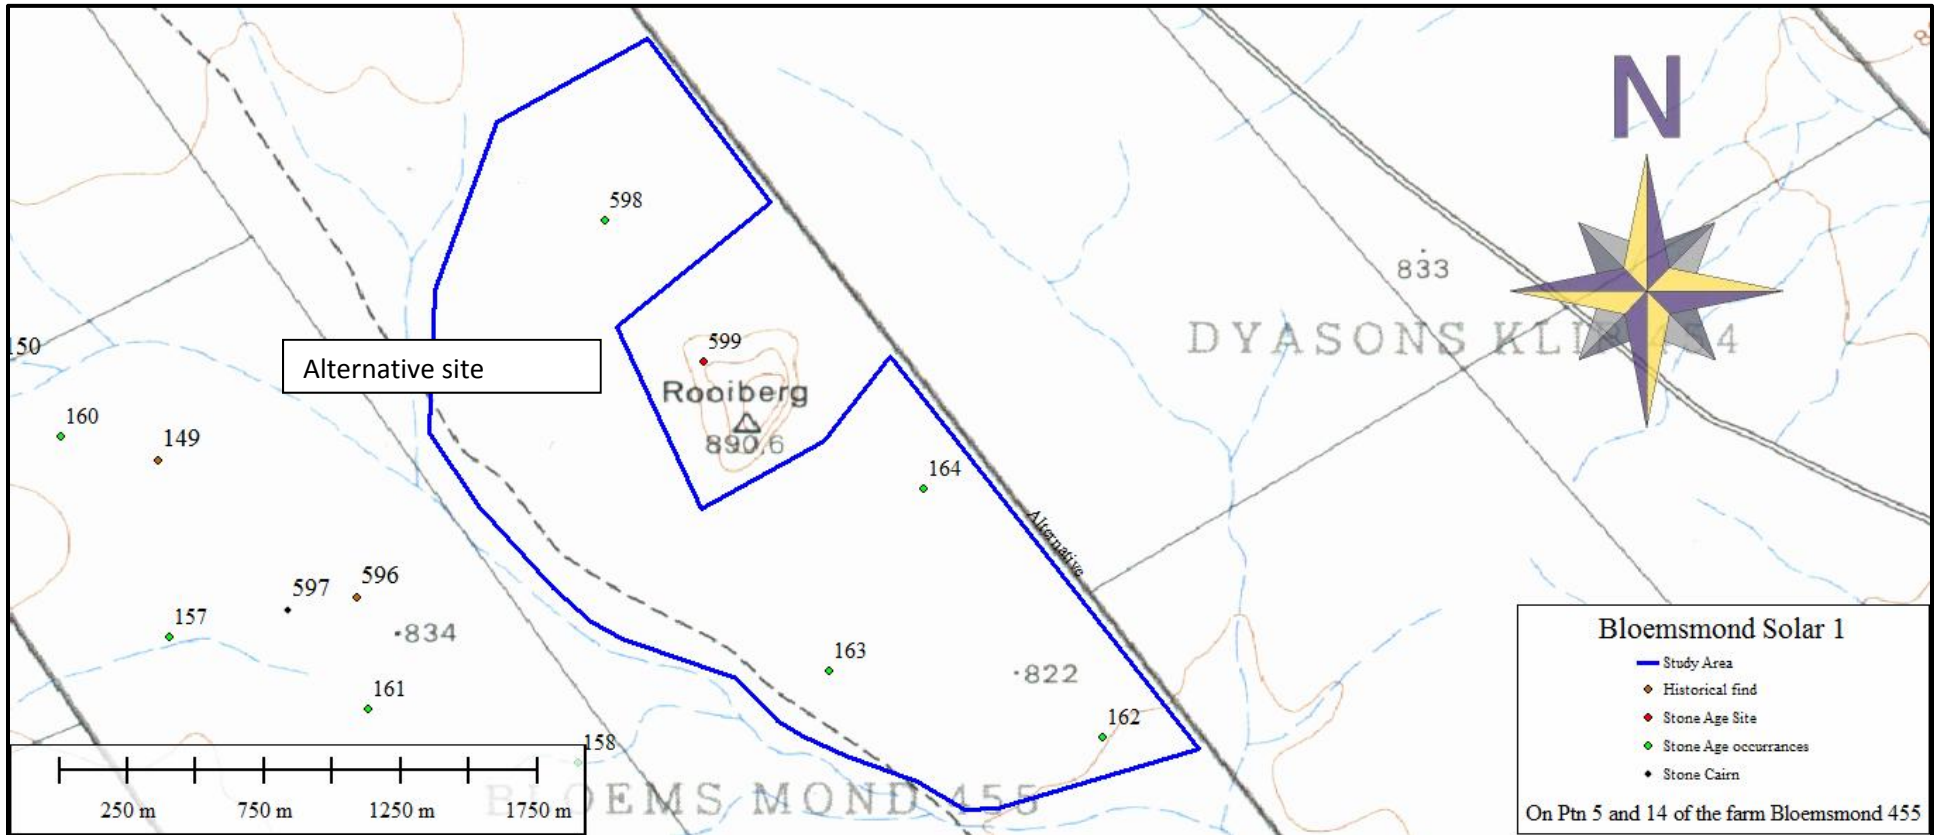 N
598
833
DYASONS KLIP 4
150
599
Alternative site
Rooiberg
160
149
890,6
164
Alternative
597
596
157
834
163
822
161
162
158
BLOEMS MOND 455
250 m 750 m 1250 m 1750 m
Bloemsmond Solar 1
Study Area
Historical find
Stone Age Site
Stone Age occurrances
Stone Cairn
On Ptn 5 and 14 of the farm Bloemsmond 455